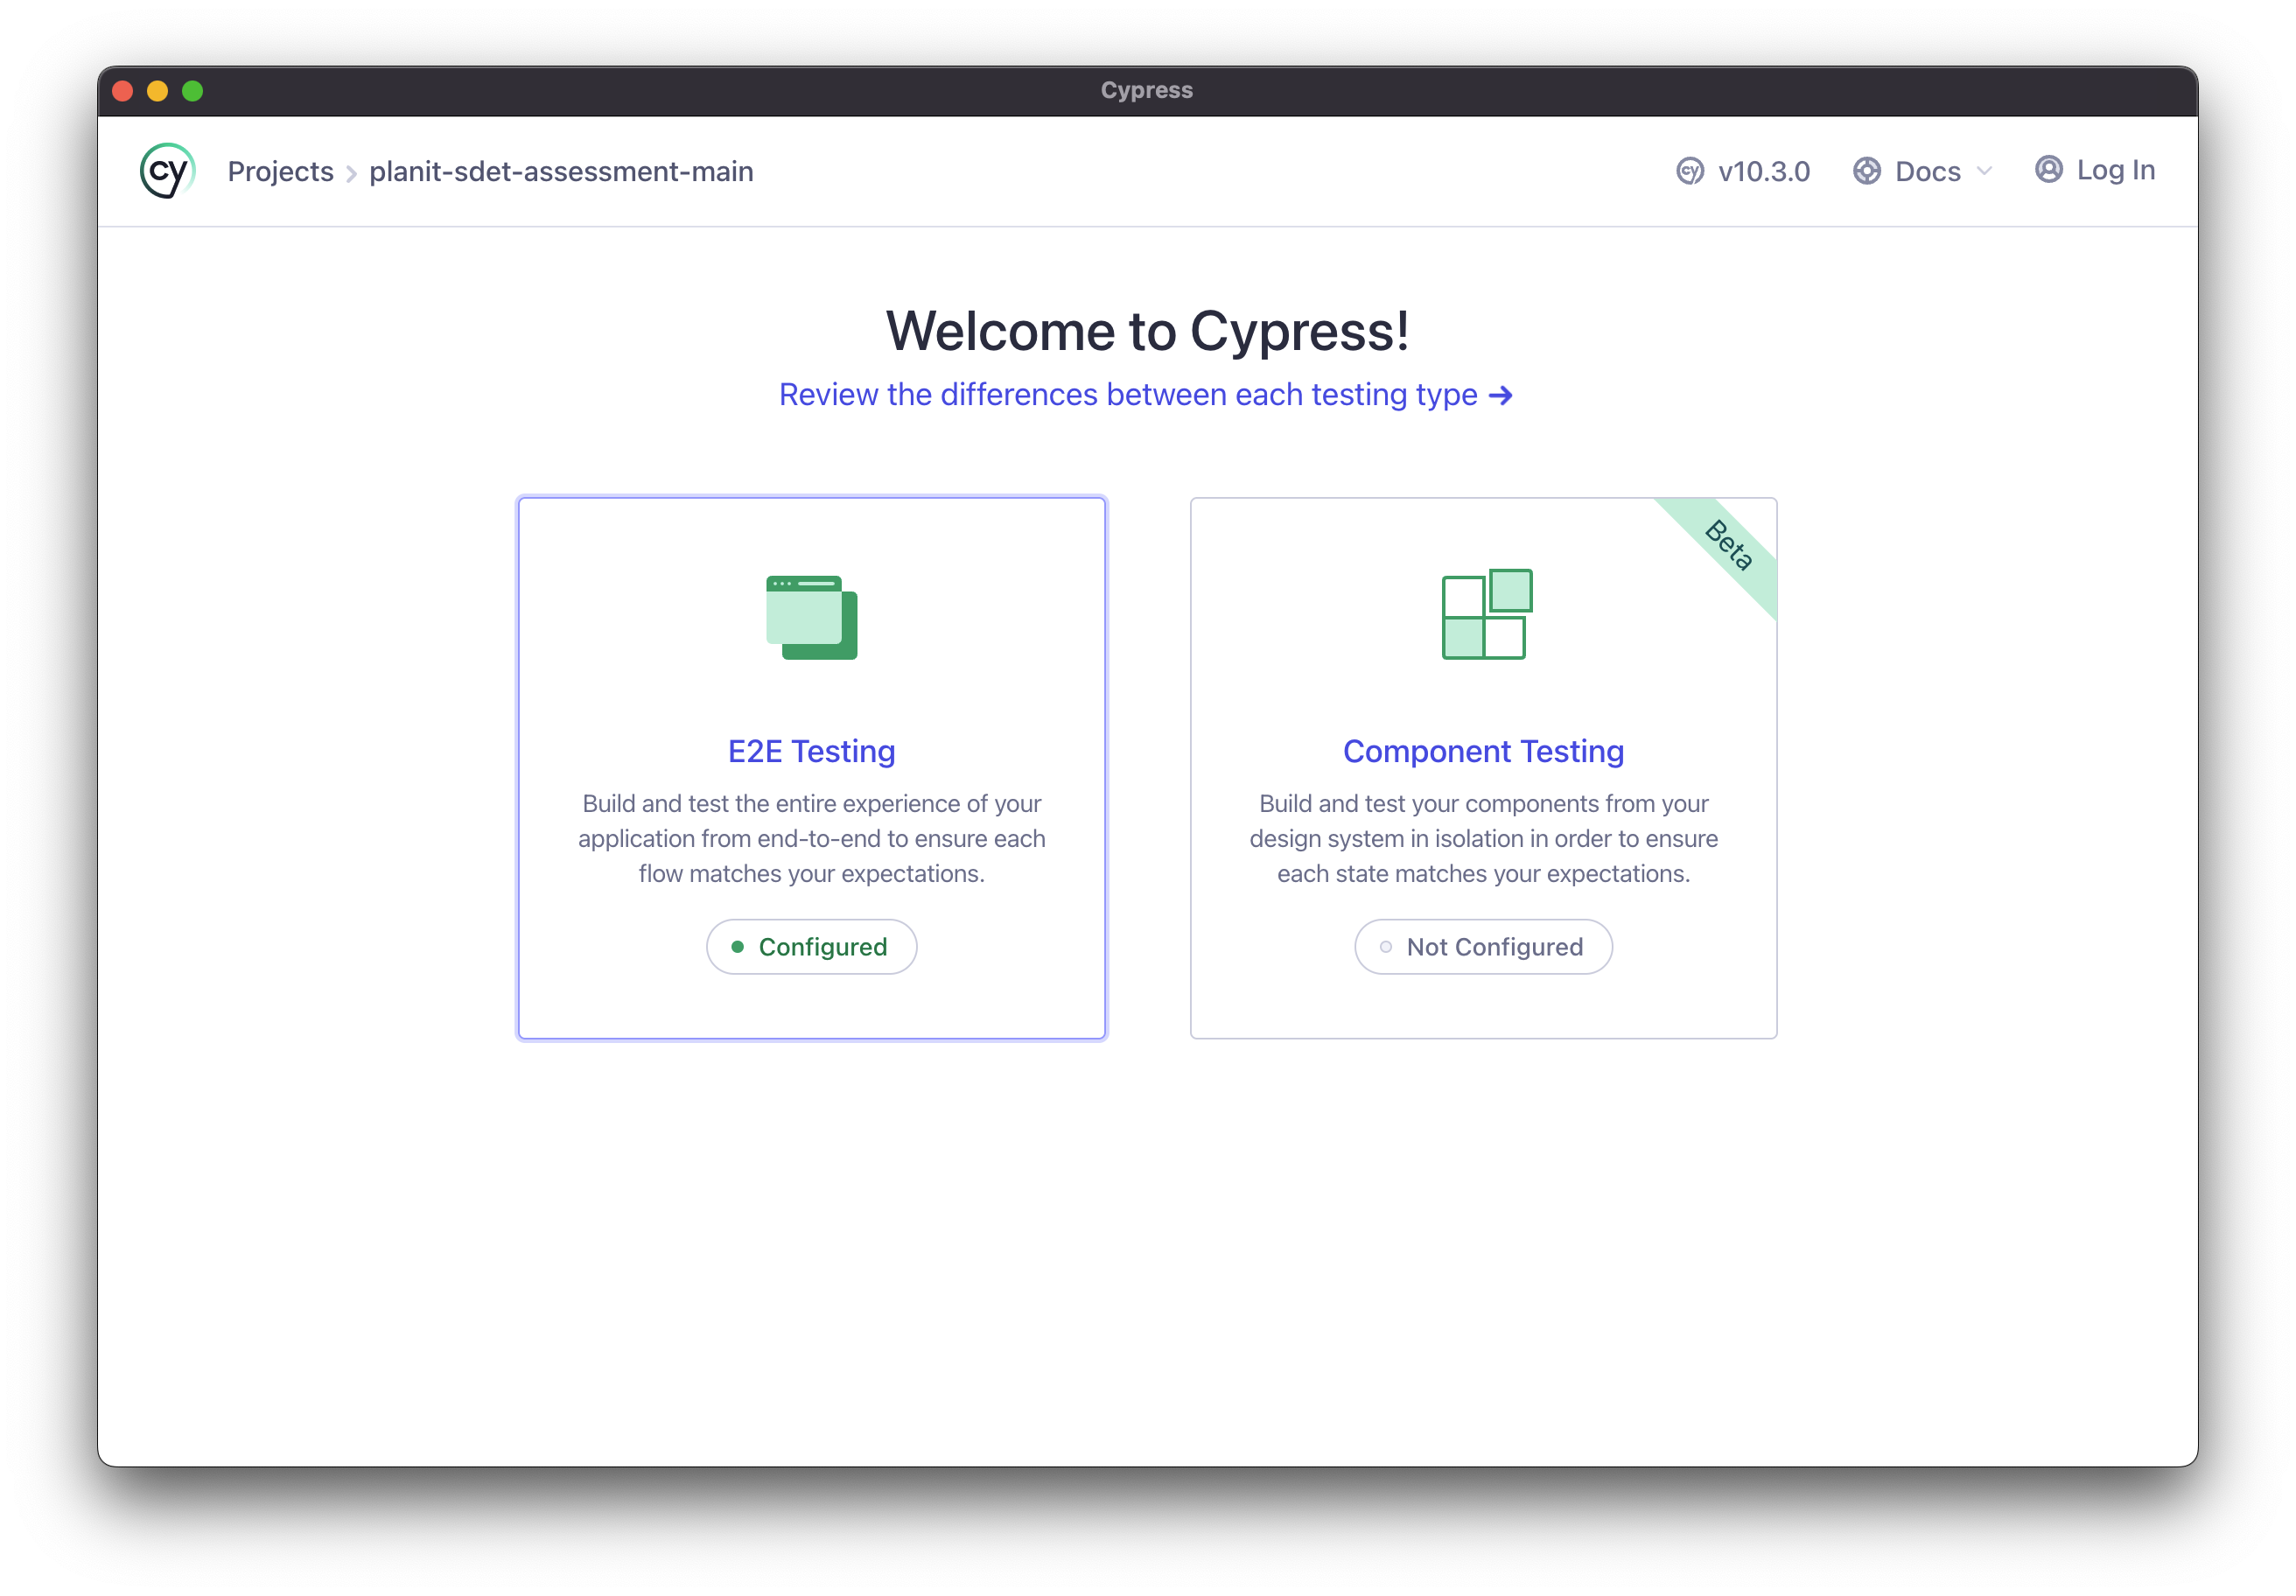 Cypress
cy Projects planit-sdet-assessment-main cy v10.3.0 Docs Log In
Welcome to Cypress!
Review the differences between each testing type →
Beta
E2E Testing
Build and test the entire experience of your
application from end-to-end to ensure each
flow matches your expectations.
Configured
Component Testing
Build and test your components from your
design system in isolation in order to ensure
each state matches your expectations.
Not Configured